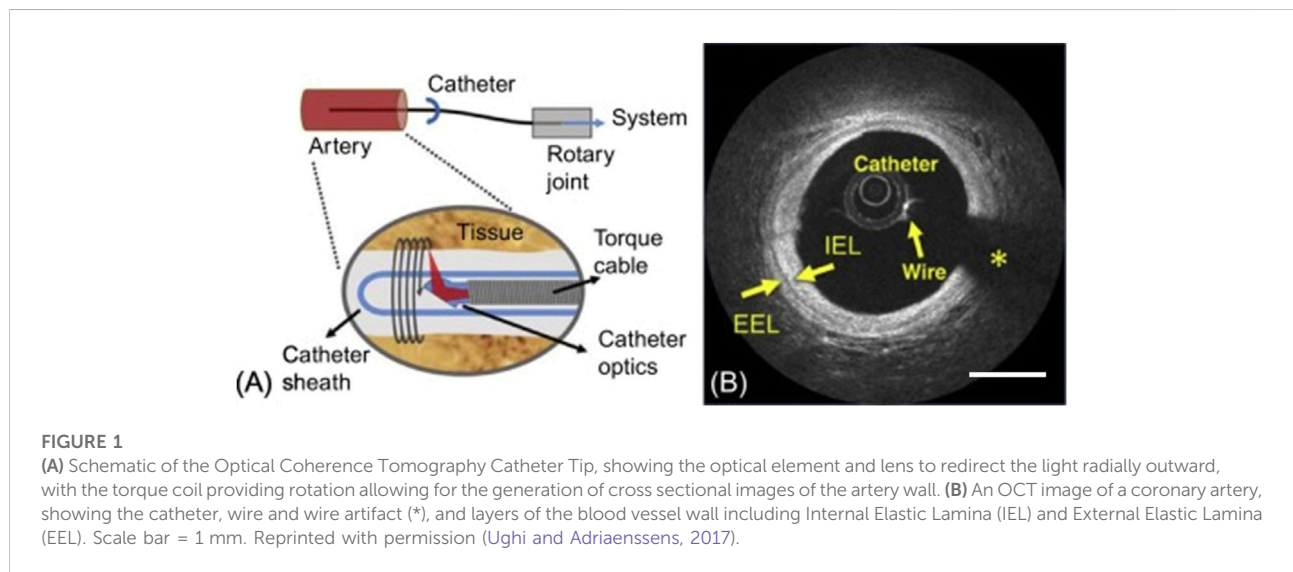 Catheter
System
Artery
Rotary
joint
Tissue
Torque
cable
Catheter
sheath
Catheter
optics
(A)
Catheter
IEL
Wire
*
EEL
(B)
FIGURE 1
(A) Schematic of the Optical Coherence Tomography Catheter Tip, showing the optical element and lens to redirect the light radially outward,
with the torque coil providing rotation allowing for the generation of cross sectional images of the artery wall. (B) An OCT image of a coronary artery,
showing the catheter, wire and wire artifact (*), and layers of the blood vessel wall including Internal Elastic Lamina (IEL) and External Elastic Lamina
(EEL). Scale bar = 1 mm. Reprinted with permission (Ughi and Adriaenssens, 2017).